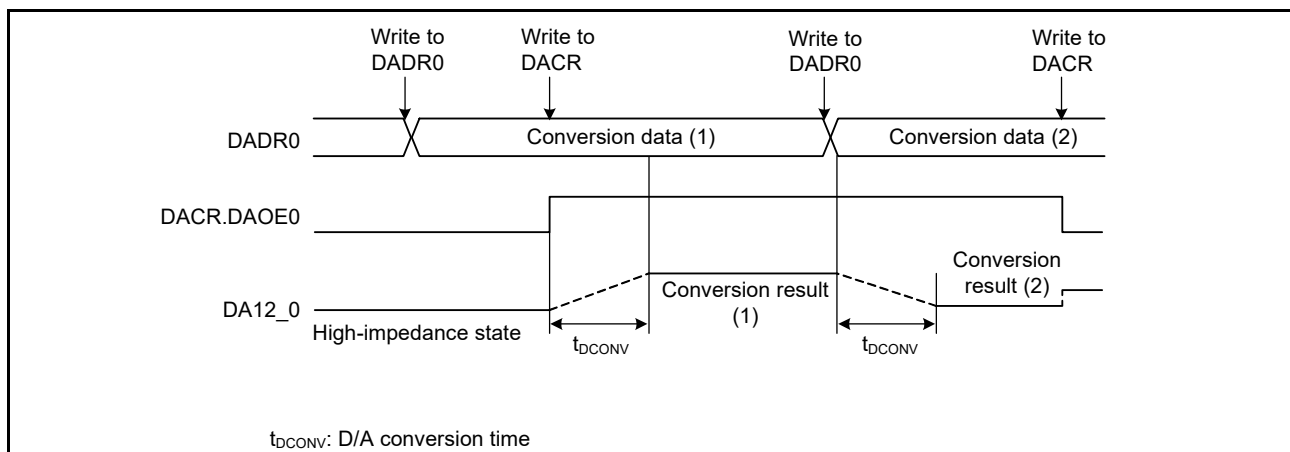 Write to
DADR0
Write to
DACR
Write to
DADR0
Write to
DACR
DADR0
Conversion data (1)
Conversion data (2)
DACR.DAOE0
DA12_0
High-impedance state
Conversion result
(1)
Conversion
result (2)
tDCONV
tDCONV
tDCONV: D/A conversion time